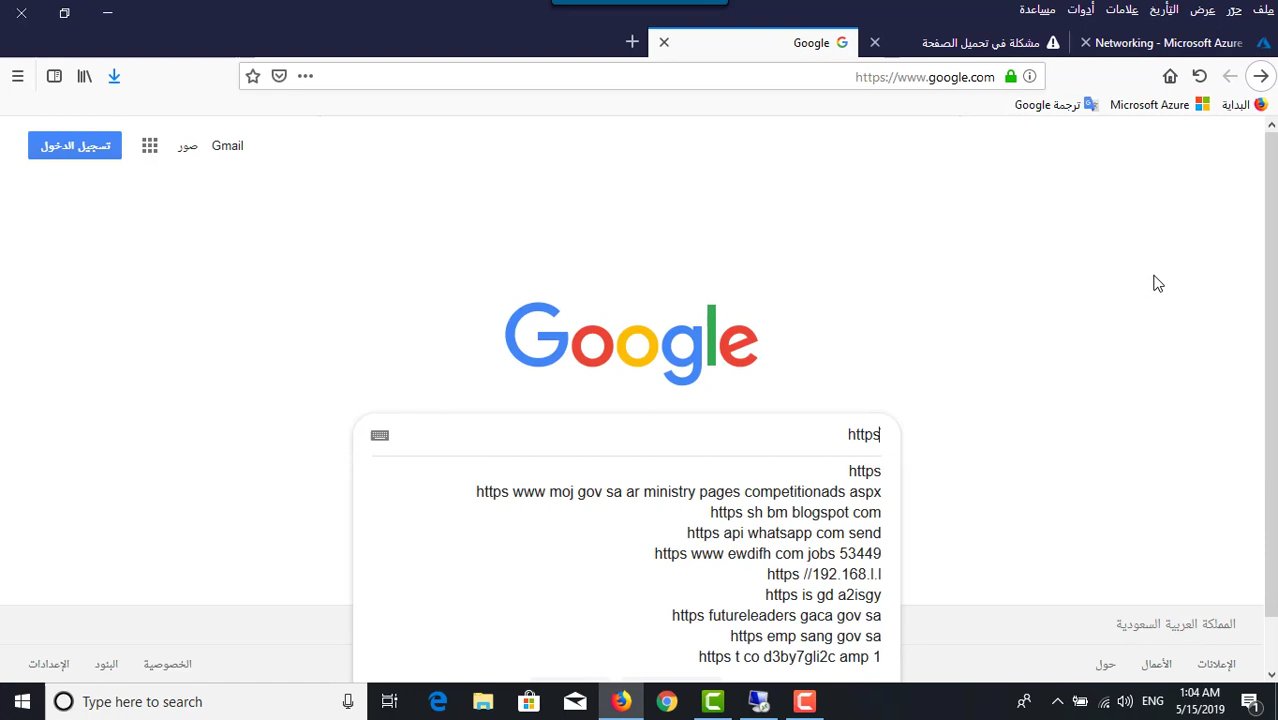 ملف
عرض
حرّر
التأريخ
علامات
أدوات
مساعدة
Networking - Microsoft Azure
مشكلة في تحميل الصفحة
Google
https://www.google.com
البداية
Microsoft Azure
ترجمة Google
تسجيل الدخول
صور
Gmail
Google
https
https
https www moj gov sa ar ministry pages competitionads aspx
https sh bm blogspot com
https api whatsapp com send
https www ewdifh com jobs 53449
https //192.168.l.l
https is gd a2isgy
https futureleaders gaca gov sa
https emp sang gov sa
https t co d3by7gli2c amp 1
المملكة العربية السعودية
الإعلانات
الأعمال
حول
الخصوصية
البنود
الإعدادات
Type here to search
ENG
1:04 AM
5/15/2019
1